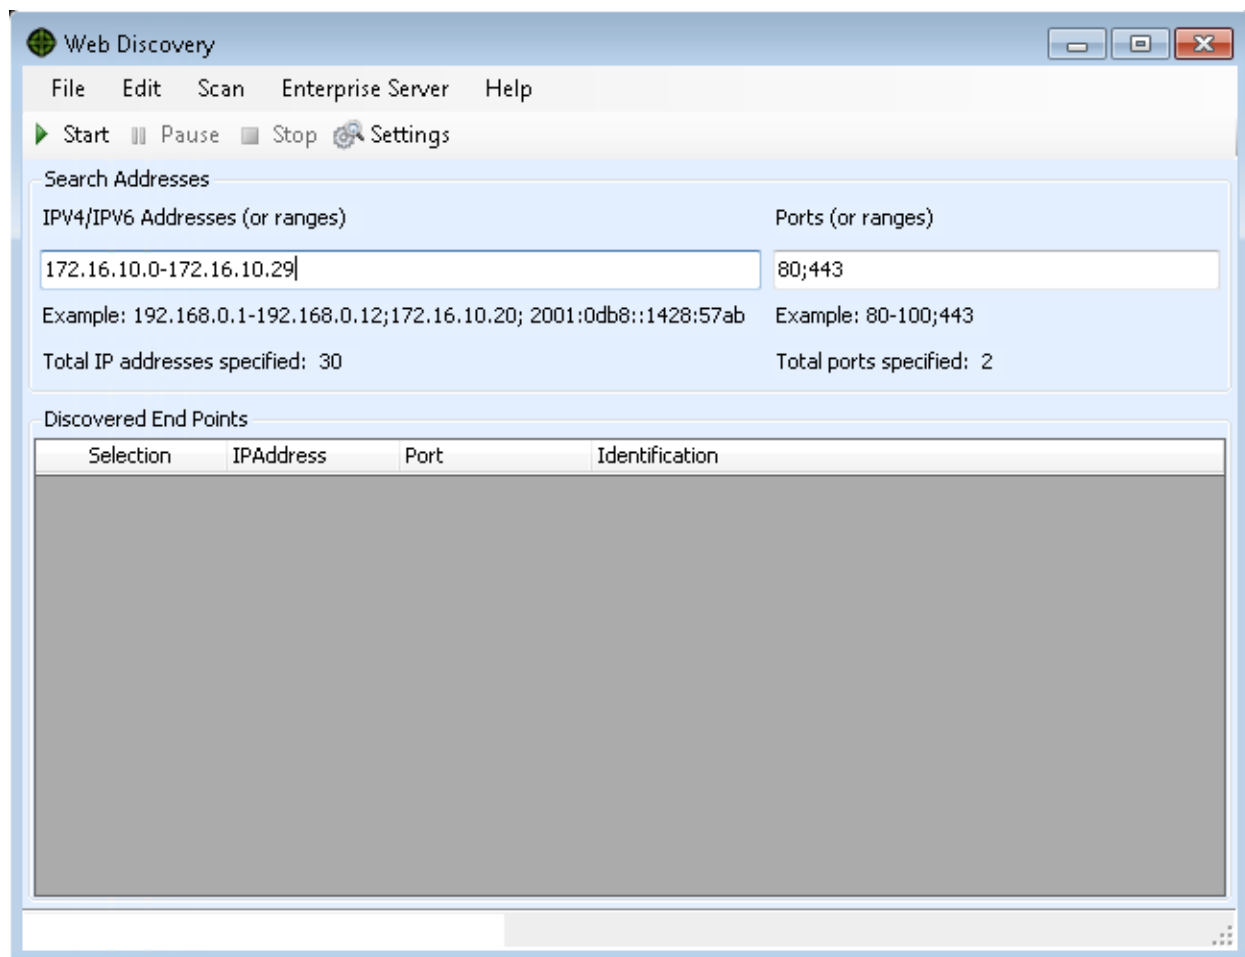 Web Discovery
File Edit Scan Enterprise Server Help
Start Pause Stop Settings
Search Addresses
IPV4/IPV6 Addresses (or ranges) Ports (or ranges)
172.16.10.0-172.16.10.29 80;443
Example: 192.168.0.1-192.168.0.12;172.16.10.20; 2001:0db8::1428:57ab Example: 80-100;443
Total IP addresses specified: 30 Total ports specified: 2
Discovered End Points
Selection IPAddress Port Identification